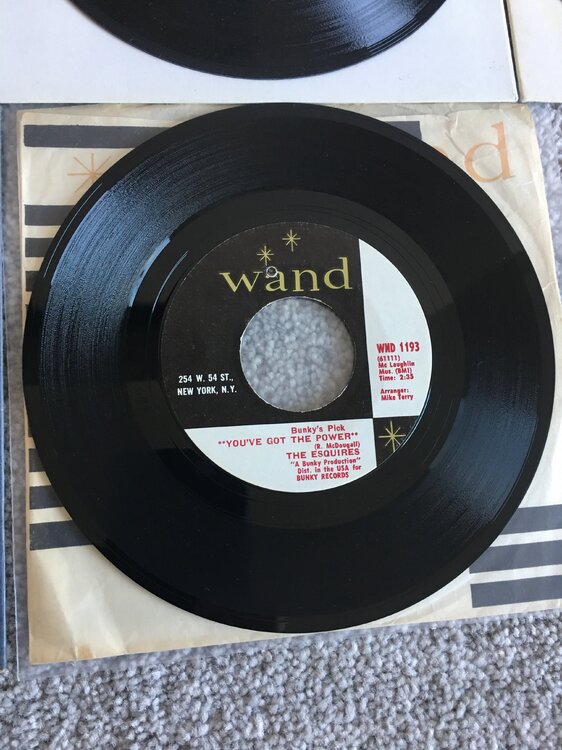 nd
wand
254 W. 54 ST.,
NEW YORK, N.Y.
WND 1193
(61111)
Mc Laughlin
Mus. (BMI)
Time: 2:35
Arranger:
Mike Terry
Bunky's Pick
**YOU'VE GOT THE POWER**
(R. McDougall)
THE ESQUIRES
"A Bunky Production"
Dist. in the USA for
BUNKY RECORDS